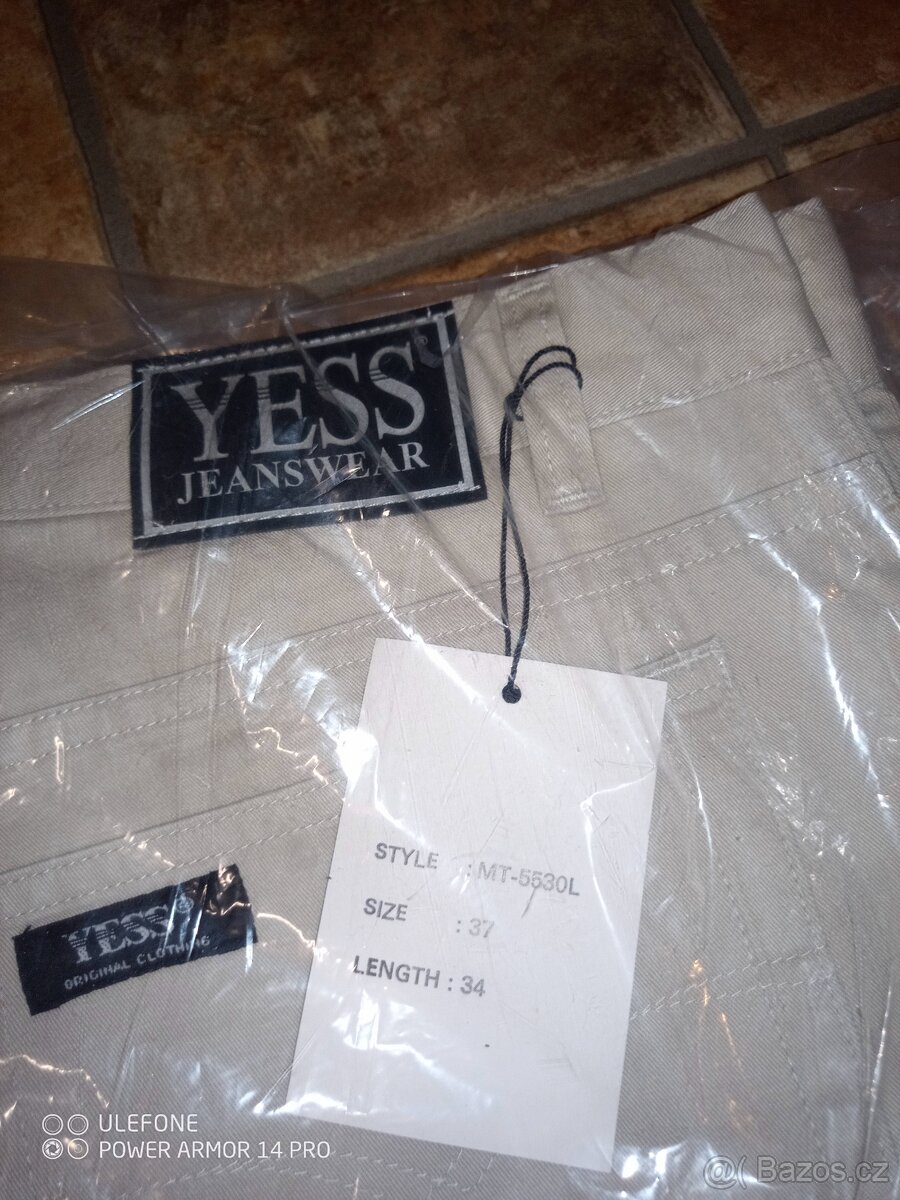 YESS®
JEANSWEAR
STYLE : MT-5530L
SIZE : 37
LENGTH : 34
YESS®
ORIGINAL CLOTHING
ULEFONE
POWER ARMOR 14 PRO
@( Bazos.cz